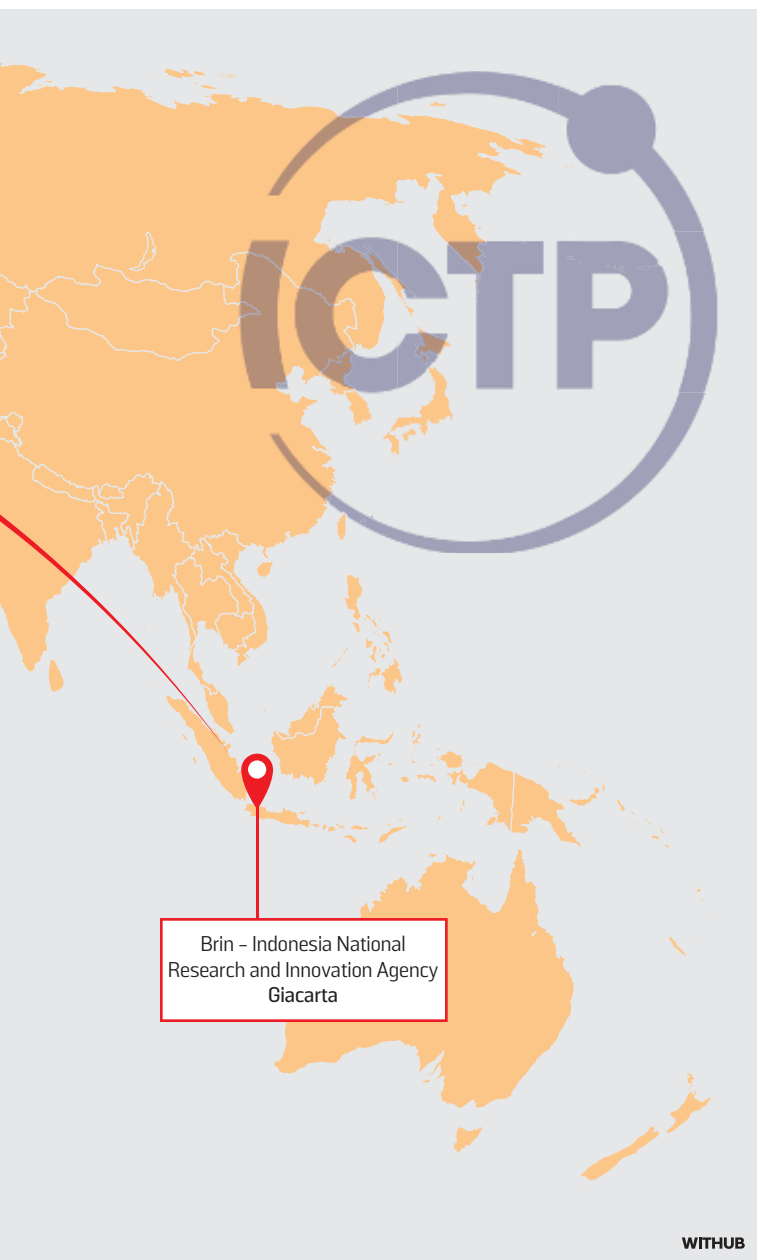 ICTP
Brin – Indonesia National
Research and Innovation Agency
Giacarta
WITHUB